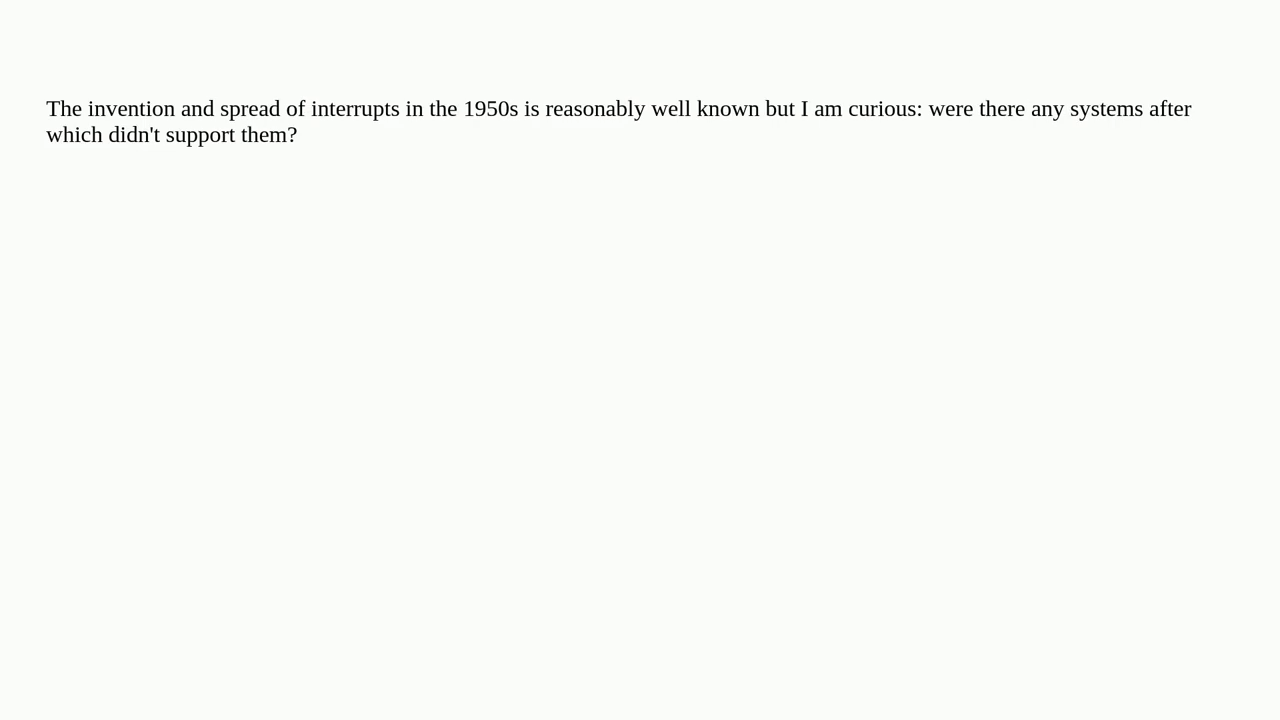 The invention and spread of interrupts in the 1950s is reasonably well known but I am curious: were there any systems after
which didn't support them?